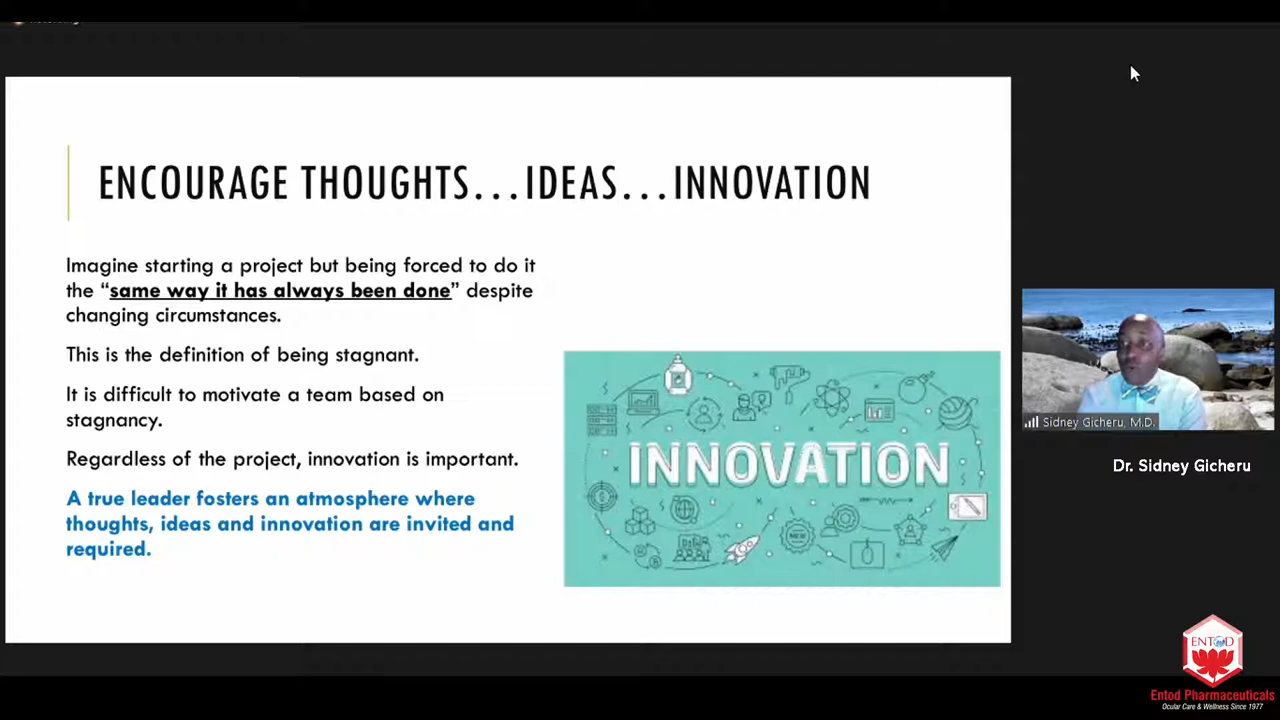 ENCOURAGE THOUGHTS…IDEAS…INNOVATION
Imagine starting a project but being forced to do it
the “same way it has always been done” despite
changing circumstances.
This is the definition of being stagnant.
It is difficult to motivate a team based on
stagnancy.
Regardless of the project, innovation is important.
A true leader fosters an atmosphere where
thoughts, ideas and innovation are invited and
required.
INNOVATION
NEW
Sidney Gicheru, M.D.
Dr. Sidney Gicheru
ENTOD
Entod Pharmaceuticals
Ocular Care & Wellness Since 1977